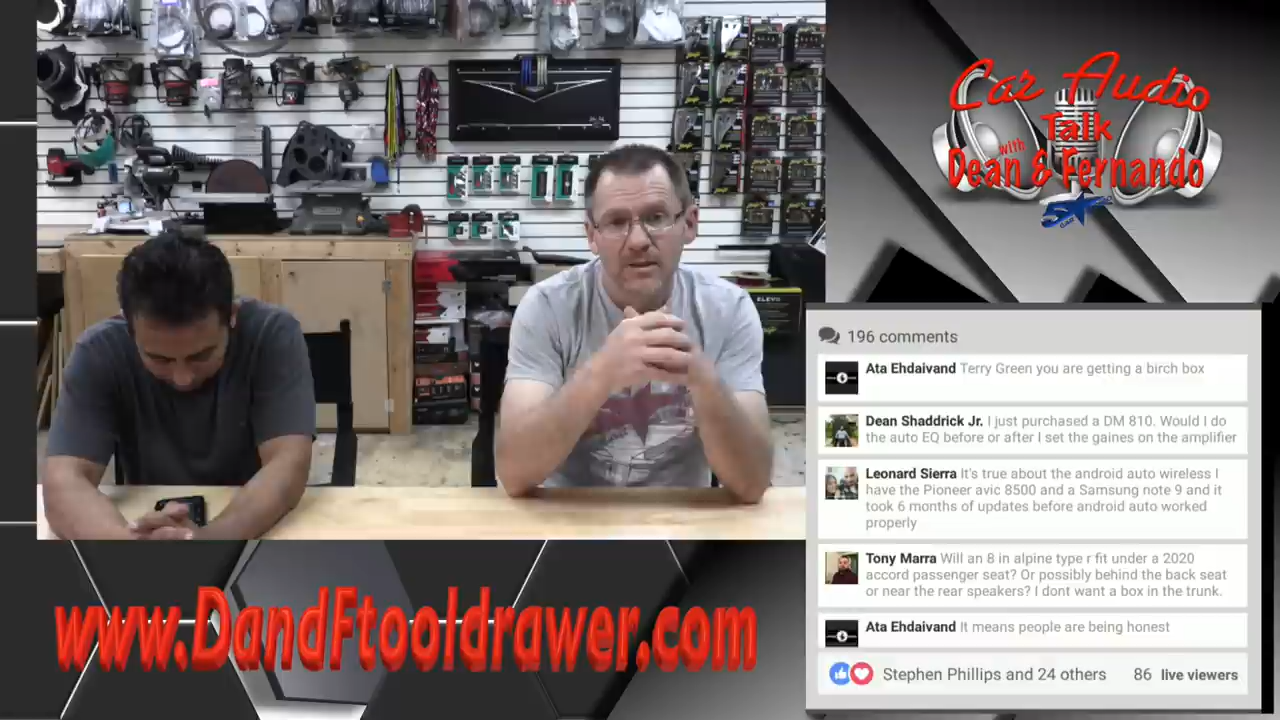 Car Audio
Talk
with
Dean & Fernando
5
196 comments
Ata Ehdaivand Terry Green you are getting a birch box
Dean Shaddrick Jr. I just purchased a DM 810. Would I do
the auto EQ before or after I set the gaines on the amplifier
Leonard Sierra It's true about the android auto wireless I
have the Pioneer avic 8500 and a Samsung note 9 and it
took 6 months of updates before android auto worked
properly
Tony Marra Will an 8 in alpine type r fit under a 2020
accord passenger seat? Or possibly behind the back seat
or near the rear speakers? I dont want a box in the trunk.
Ata Ehdaivand It means people are being honest
Stephen Phillips and 24 others 86 live viewers
www.DandFtooldrawer.com